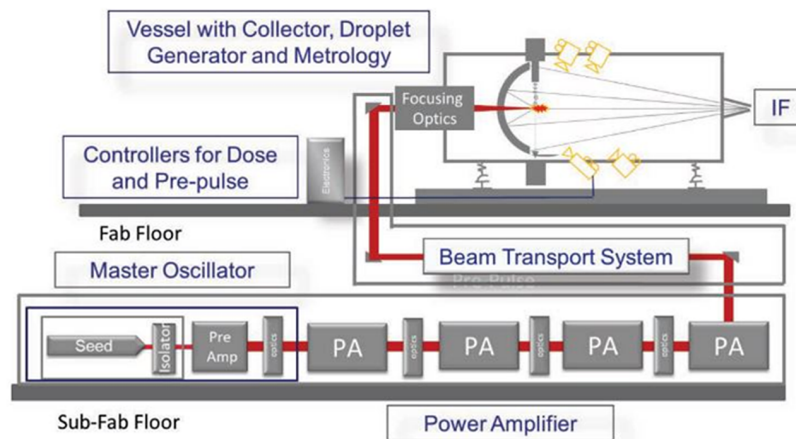 Vessel with Collector, Droplet
Generator and Metrology
Focusing
Optics
IF
Controllers for Dose
and Pre-pulse
Electronics
Fab Floor
Beam Transport System
Pre-Pulse
Master Oscillator
Seed
Isolator
Pre
Amp
optics
PA
optics
PA
optics
PA
optics
PA
Sub-Fab Floor
Power Amplifier